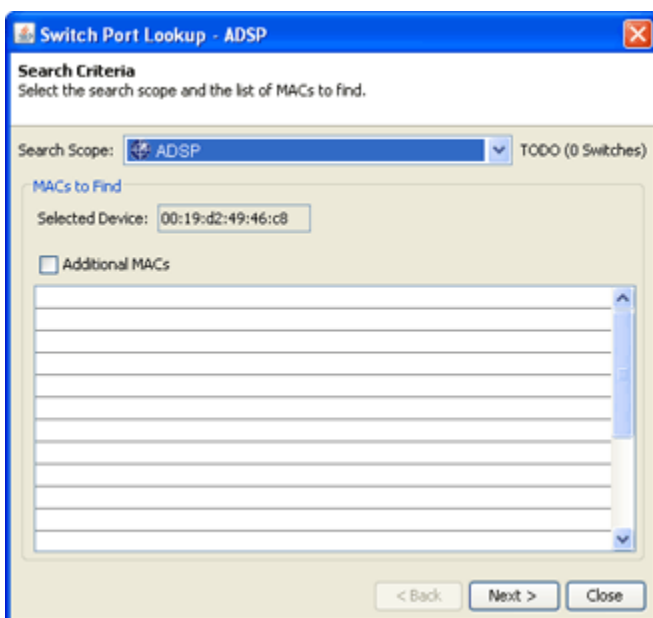 Switch Port Lookup - ADSP
Search Criteria
Select the search scope and the list of MACs to find.
Search Scope: ADSP TODO (0 Switches)
MACs to Find
Selected Device: 00:19:d2:49:46:c8
Additional MACs
< Back Next > Close